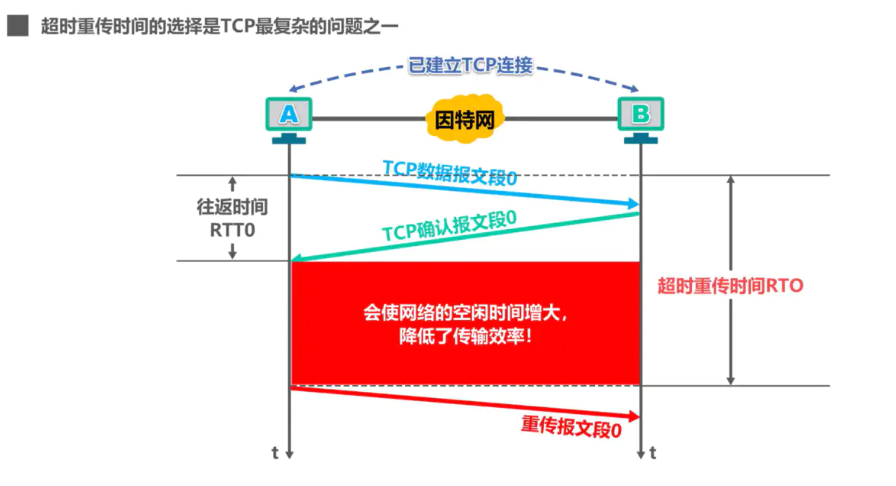 超时重传时间的选择是TCP最复杂的问题之一
已建立TCP连接
A
因特网
B
TCP数据报文段0
往返时间
RTT0
TCP确认报文段0
超时重传时间RTO
会使网络的空闲时间增大，
降低了传输效率！
重传报文段0
t
t